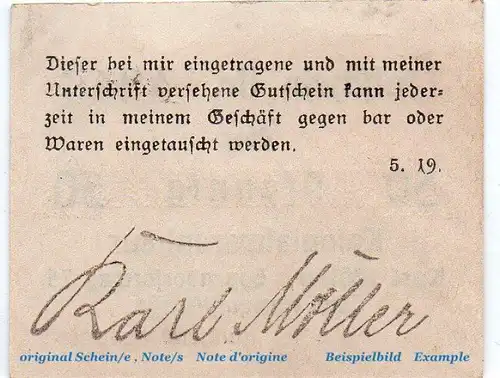 Dieser bei mir eingetragene und mit meiner
Unterschrift versehene Gutschein kann jeder-
zeit in meinem Geschäft gegen bar oder
Waren eingetauscht werden.
5. 19.
Karl Möller
original Schein/e , Note/s Note d'origine Beispielbild Example